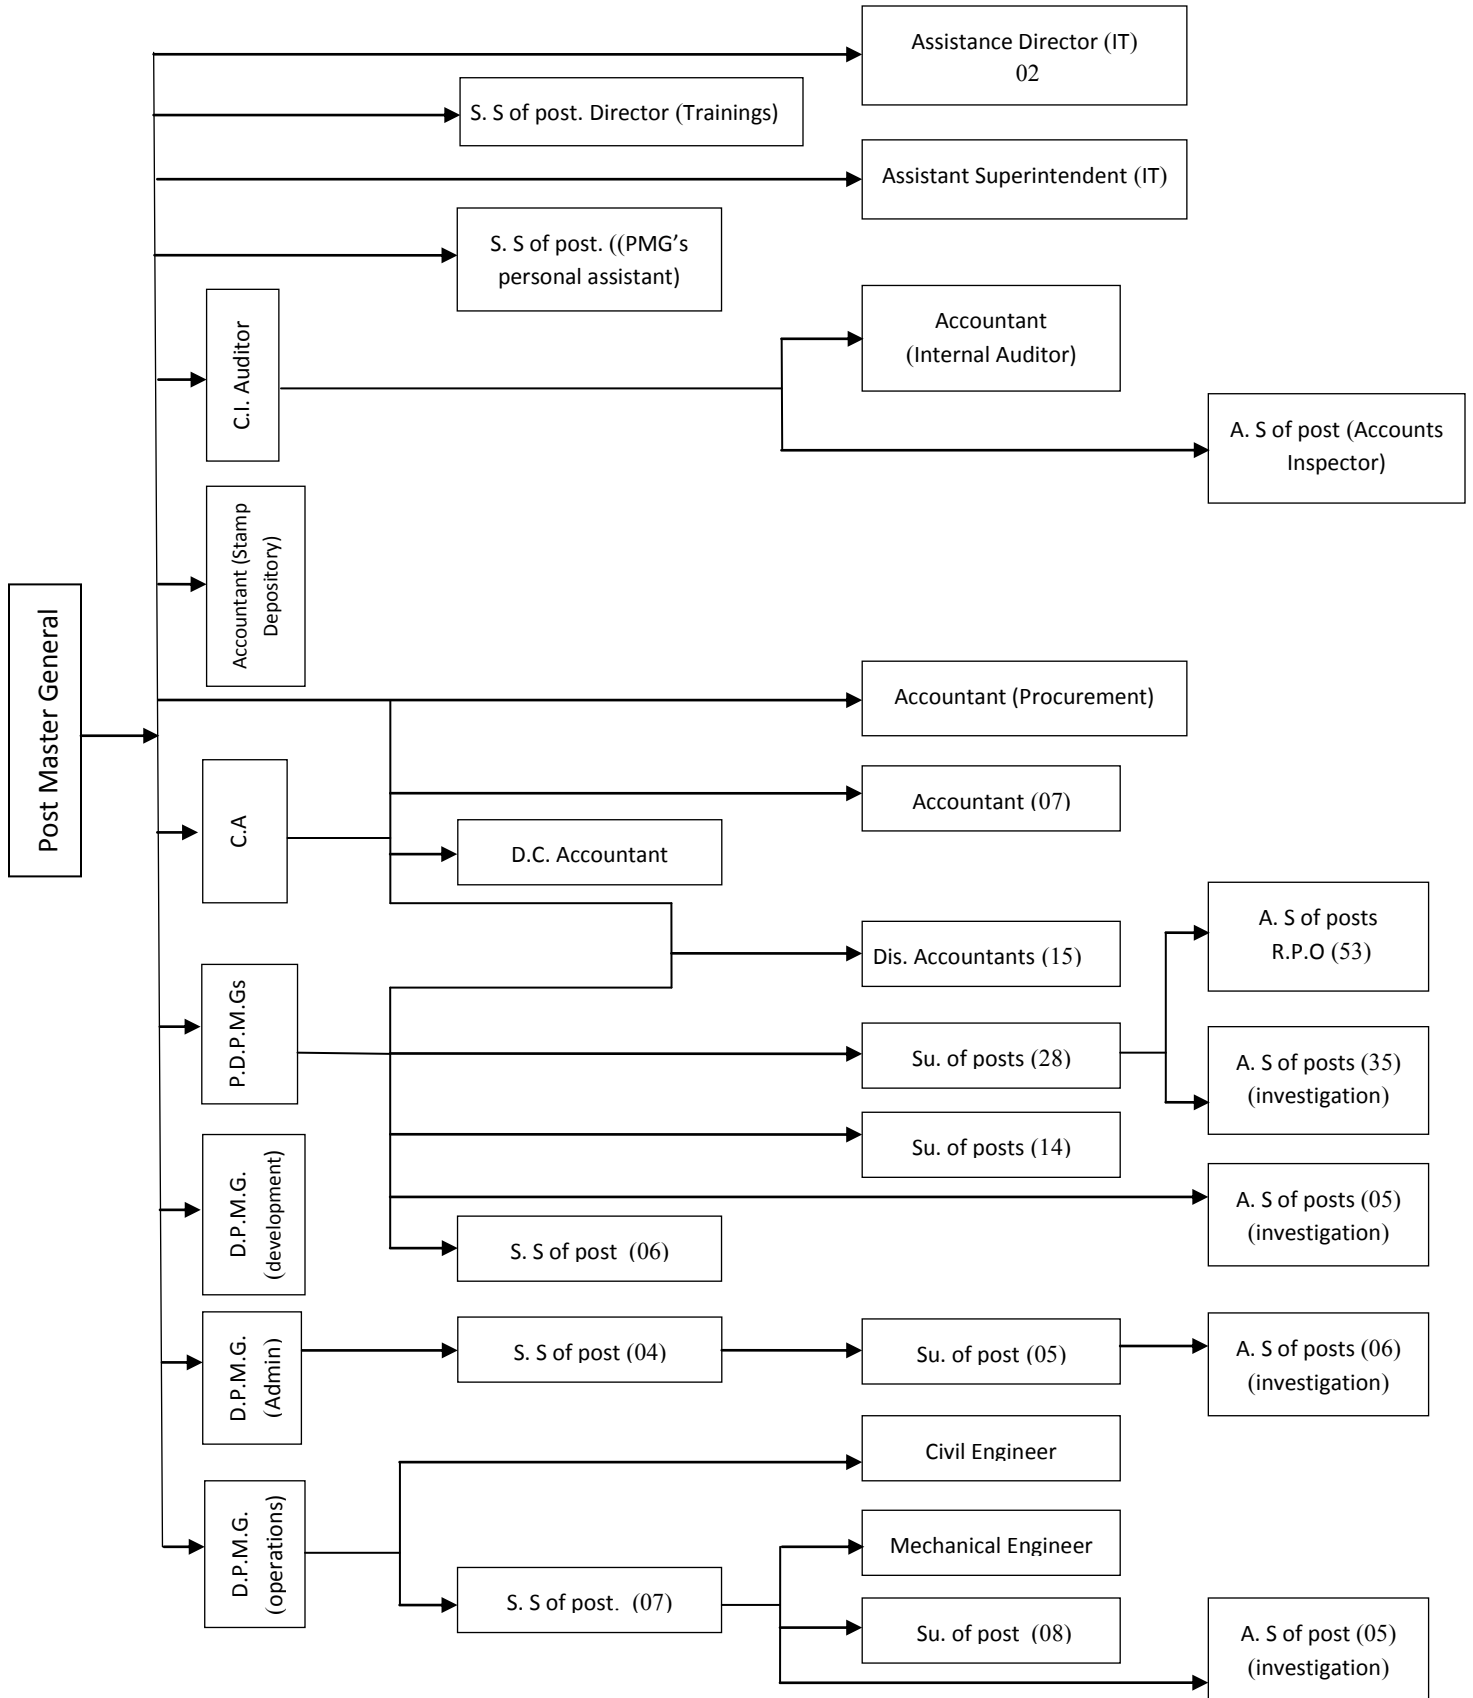 Assistance Director (IT)
02
S. S of post. Director (Trainings)
Assistant Superintendent (IT)
S. S of post. ((PMG’s
personal assistant)
C.I. Auditor
Accountant
(Internal Auditor)
A. S of post (Accounts
Inspector)
Accountant (Stamp
Depository)
Post Master General
Accountant (Procurement)
C.A
Accountant (07)
D.C. Accountant
Dis. Accountants (15)
A. S of posts
R.P.O (53)
P.D.P.M.Gs
Su. of posts (28)
A. S of posts (35)
(investigation)
Su. of posts (14)
D.P.M.G.
(development)
A. S of posts (05)
(investigation)
S. S of post (06)
D.P.M.G.
(Admin)
S. S of post (04)
Su. of post (05)
A. S of posts (06)
(investigation)
Civil Engineer
D.P.M.G.
(operations)
Mechanical Engineer
S. S of post. (07)
Su. of post (08)
A. S of post (05)
(investigation)